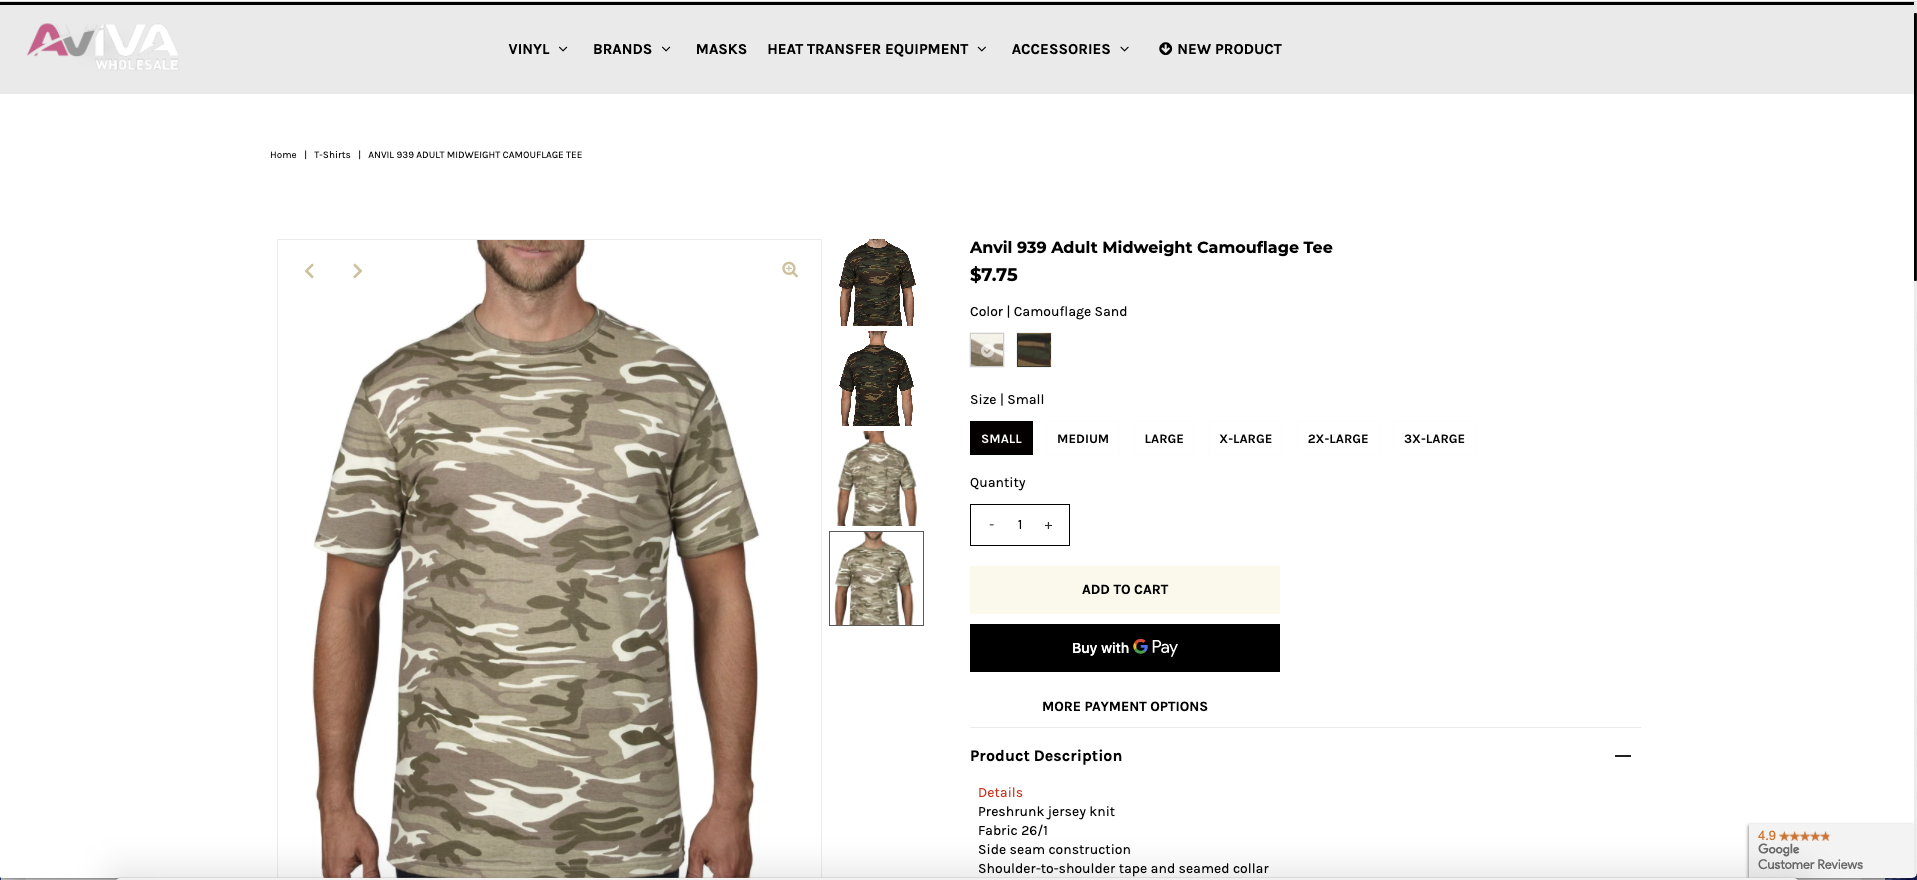 AViVA
WHOLESALE
VINYL BRANDS MASKS HEAT TRANSFER EQUIPMENT ACCESSORIES NEW PRODUCT
Home | T-Shirts | ANVIL 939 ADULT MIDWEIGHT CAMOUFLAGE TEE
Anvil 939 Adult Midweight Camouflage Tee
$7.75
Color | Camouflage Sand
Size | Small
SMALL MEDIUM LARGE X-LARGE 2X-LARGE 3X-LARGE
Quantity
- 1 +
ADD TO CART
Buy with G Pay
MORE PAYMENT OPTIONS
Product Description
Details
Preshrunk jersey knit
Fabric 26/1
Side seam construction
Shoulder-to-shoulder tape and seamed collar
4.9 ★★★★★
Google
Customer Reviews